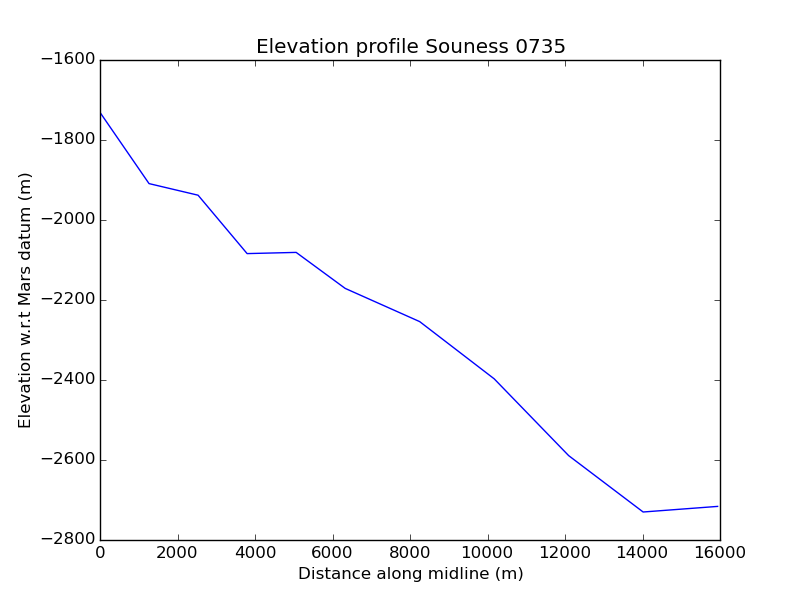 Elevation profile Souness 0735
−1600
−1800
−2000
−2200
−2400
−2600
−2800
Elevation w.r.t Mars datum (m)
0 2000 4000 6000 8000 10000 12000 14000 16000
Distance along midline (m)